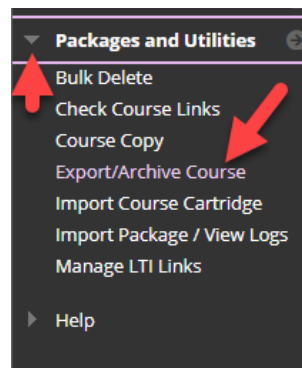 Packages and Utilities
Bulk Delete
Check Course Links
Course Copy
Export/Archive Course
Import Course Cartridge
Import Package / View Logs
Manage LTI Links
Help